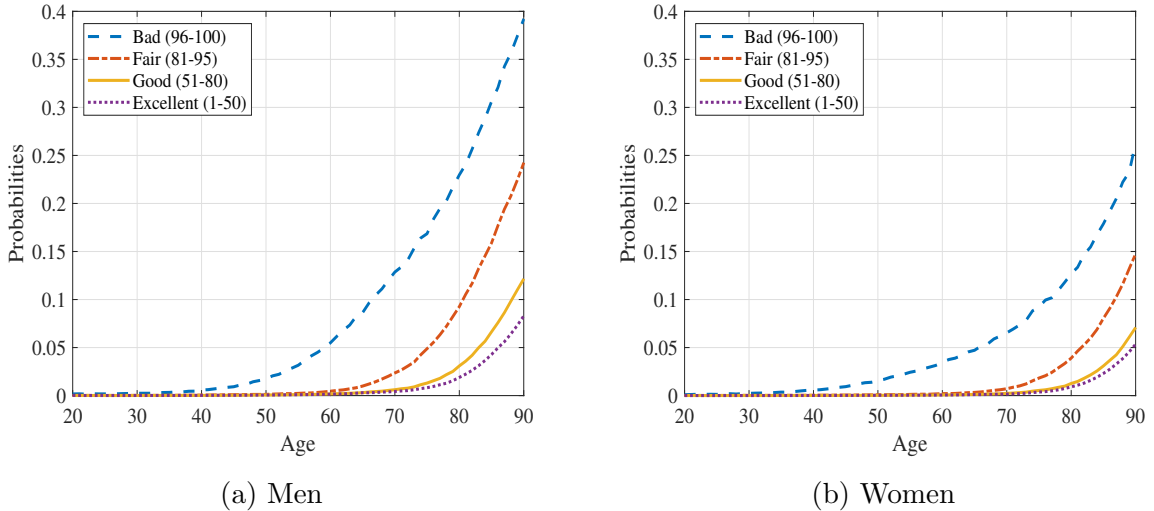 0.4
0.35
0.3
0.25
0.2
0.15
0.1
0.05
0
Probabilities
Bad (96-100)
Fair (81-95)
Good (51-80)
Excellent (1-50)
20 30 40 50 60 70 80 90
Age
(a) Men
0.4
0.35
0.3
0.25
0.2
0.15
0.1
0.05
0
Probabilities
Bad (96-100)
Fair (81-95)
Good (51-80)
Excellent (1-50)
20 30 40 50 60 70 80 90
Age
(b) Women